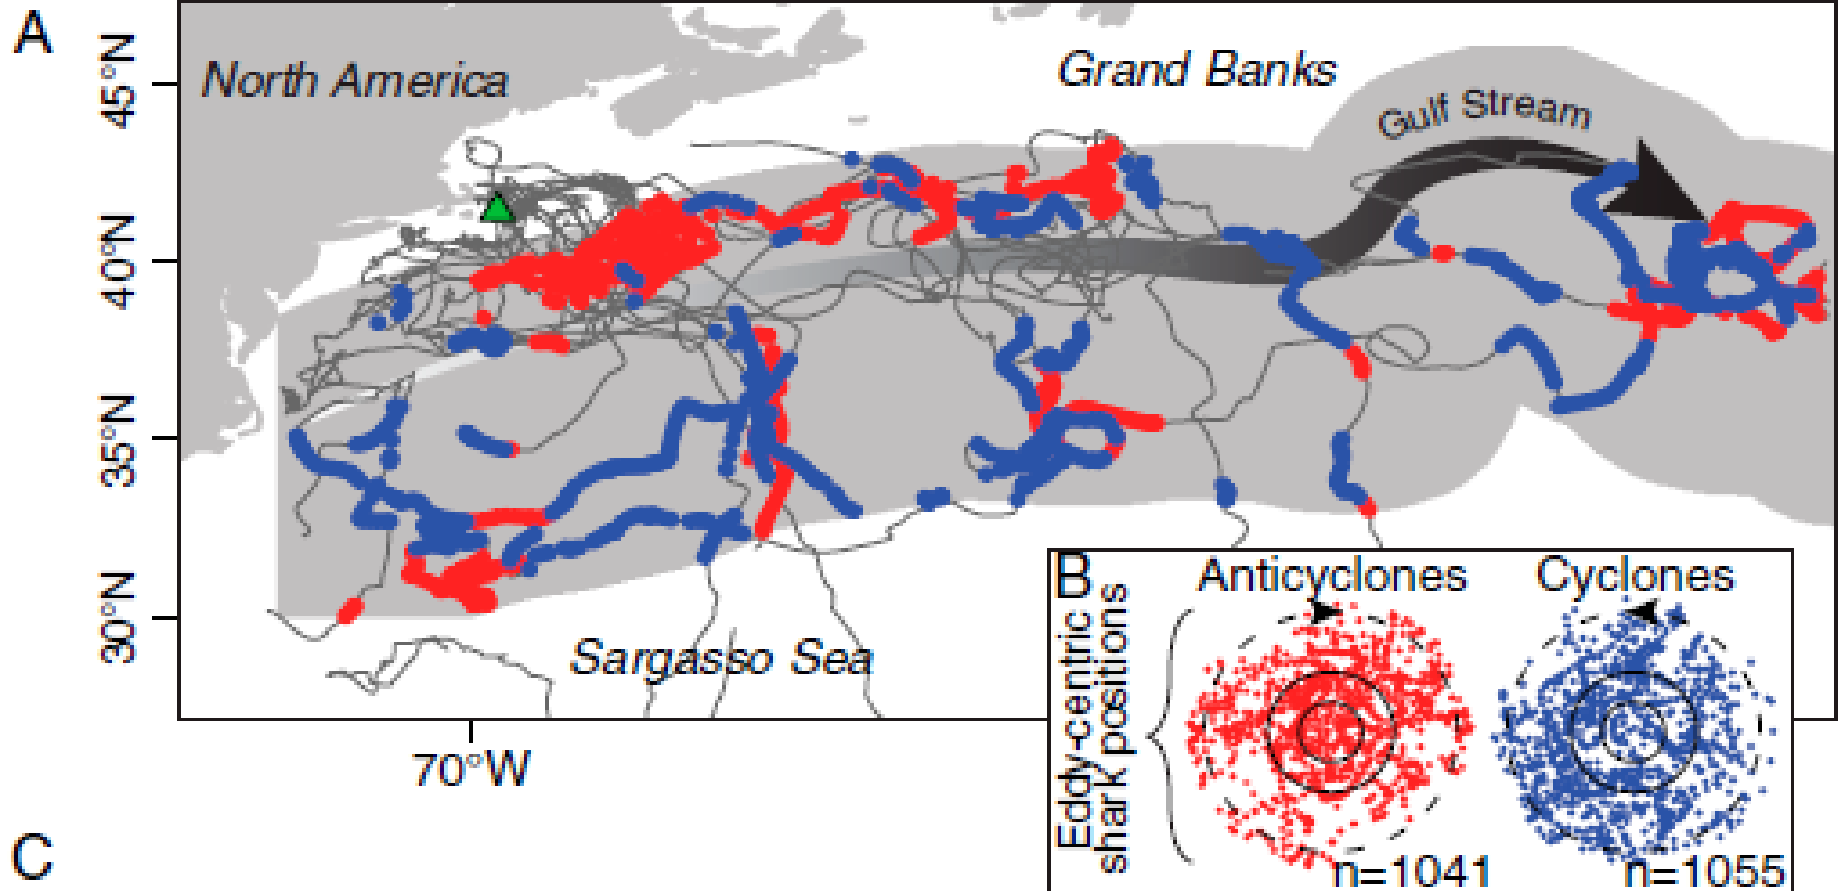 A
North America
Grand Banks
Gulf Stream
45°N
40°N
35°N
30°N
Sargasso Sea
70°W
B
Anticyclones
Cyclones
Eddy-centric
shark positions
n=1041
n=1055
C